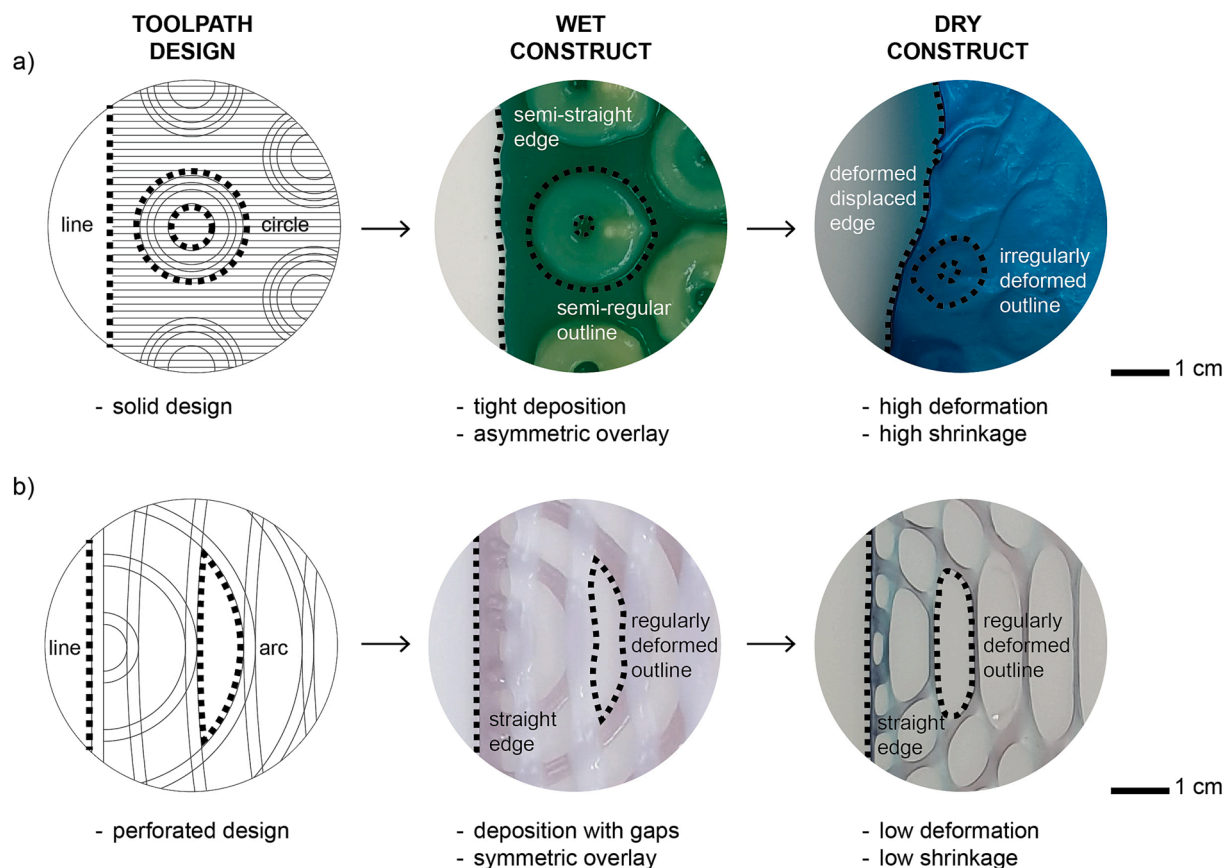 TOOLPATH
DESIGN
WET
CONSTRUCT
DRY
CONSTRUCT
a)
line
circle
semi-straight
edge
semi-regular
outline
deformed
displaced
edge
irregularly
deformed
outline
1 cm
- solid design
- tight deposition
- asymmetric overlay
- high deformation
- high shrinkage
b)
line
arc
regularly
deformed
outline
straight
edge
regularly
deformed
outline
straight
edge
1 cm
- perforated design
- deposition with gaps
- symmetric overlay
- low deformation
- low shrinkage